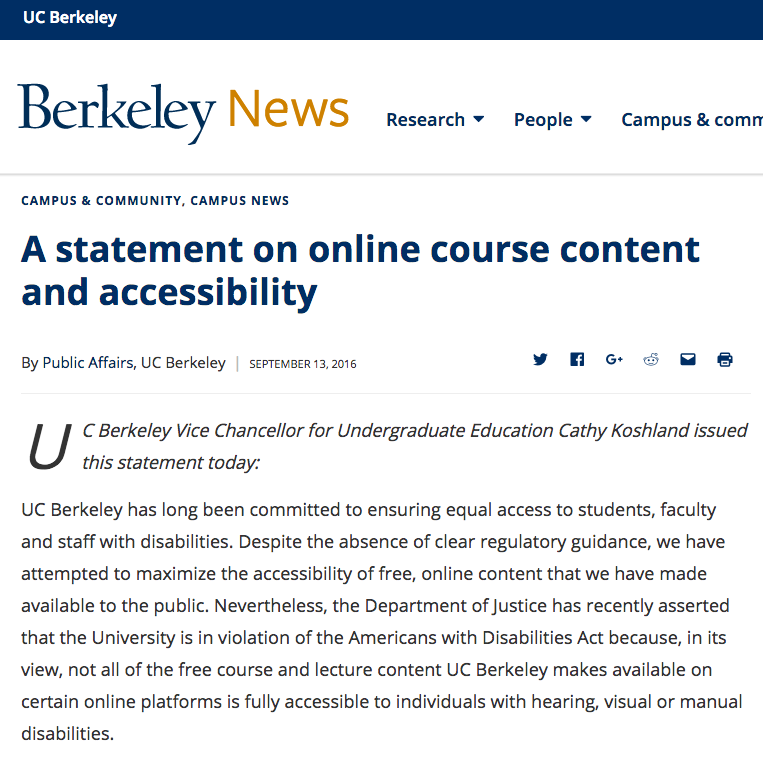 UC Berkeley
Berkeley News
Research People Campus & comm
CAMPUS & COMMUNITY, CAMPUS NEWS
A statement on online course content
and accessibility
By Public Affairs, UC Berkeley | SEPTEMBER 13, 2016
UC Berkeley Vice Chancellor for Undergraduate Education Cathy Koshland issued
this statement today:
UC Berkeley has long been committed to ensuring equal access to students, faculty
and staff with disabilities. Despite the absence of clear regulatory guidance, we have
attempted to maximize the accessibility of free, online content that we have made
available to the public. Nevertheless, the Department of Justice has recently asserted
that the University is in violation of the Americans with Disabilities Act because, in its
view, not all of the free course and lecture content UC Berkeley makes available on
certain online platforms is fully accessible to individuals with hearing, visual or manual
disabilities.